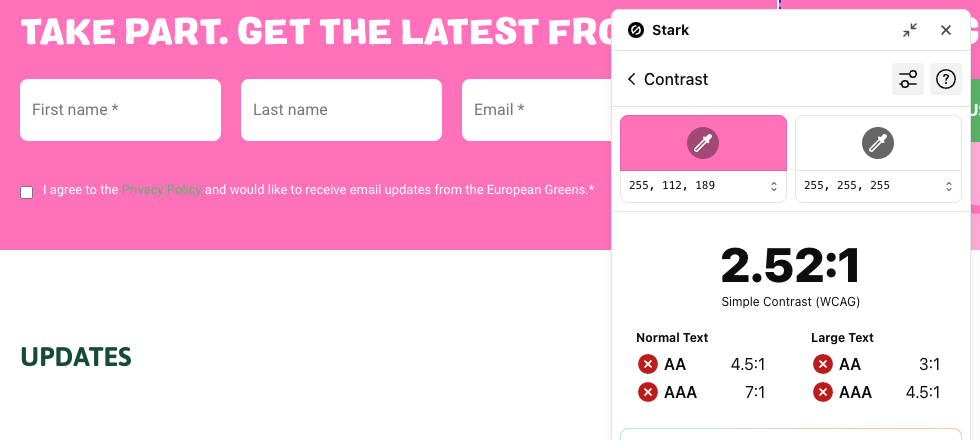 TAKE PART. GET THE LATEST FRO
Stark
Contrast
First name *
Last name
Email *
255, 112, 189
255, 255, 255
I agree to the Privacy Policy and would like to receive email updates from the European Greens.*
2.52:1
Simple Contrast (WCAG)
Normal Text
Large Text
AA 4.5:1
AA 3:1
AAA 7:1
AAA 4.5:1
UPDATES